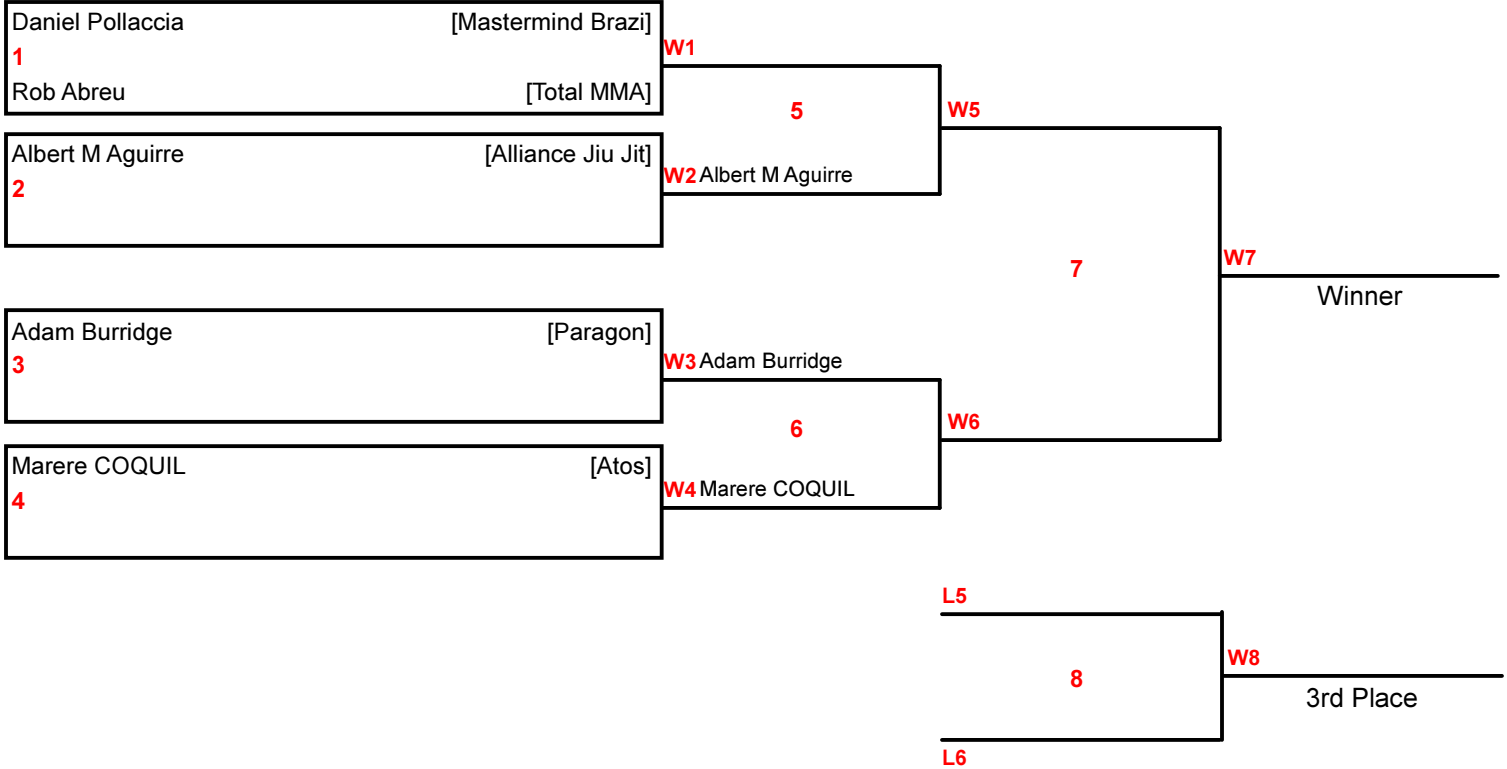 Daniel Pollaccia [Mastermind Brazi]
1
Rob Abreu [Total MMA]
W1
5
W5
Albert M Aguirre [Alliance Jiu Jit]
2
W2 Albert M Aguirre
7
W7
Winner
Adam Burridge [Paragon]
3
W3 Adam Burridge
6
W6
Marere COQUIL [Atos]
4
W4 Marere COQUIL
L5
8
W8
3rd Place
L6